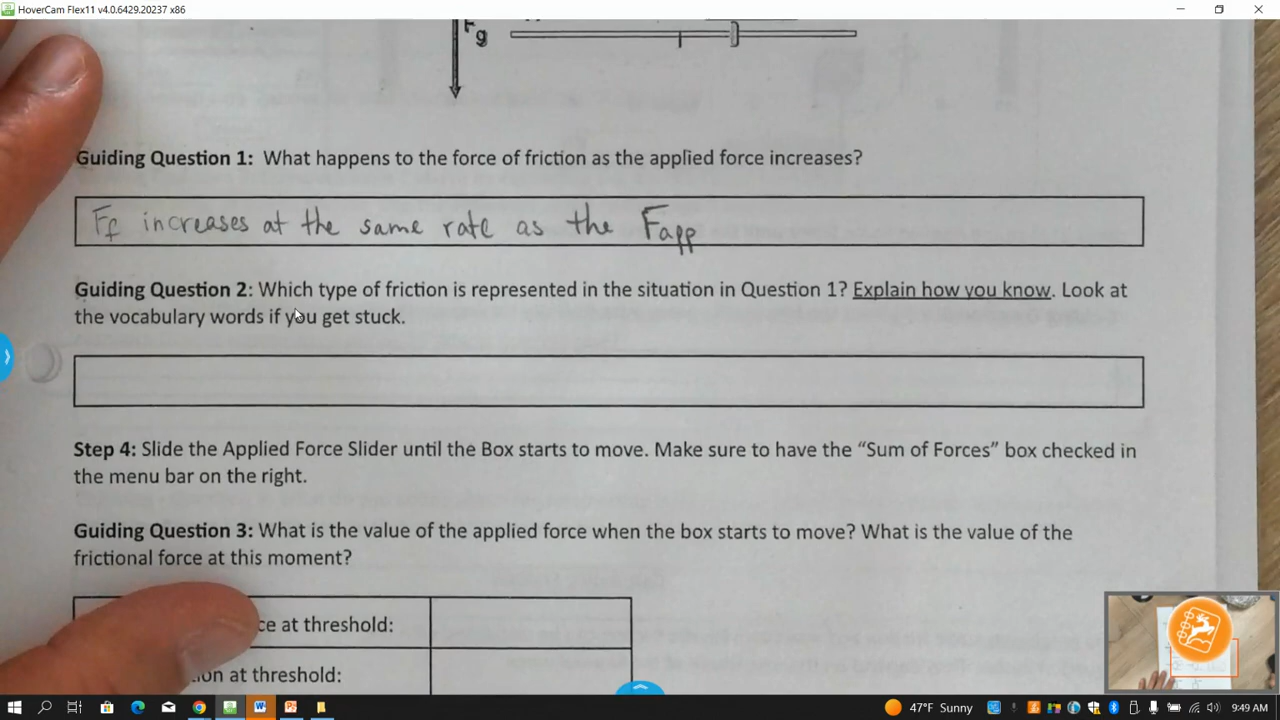 HoverCam Flex11 v4.0.6429.20237 x86
Fg
Guiding Question 1: What happens to the force of friction as the applied force increases?
Ff increases at the same rate as the Fapp
Guiding Question 2: Which type of friction is represented in the situation in Question 1? Explain how you know. Look at
the vocabulary words if you get stuck.
Step 4: Slide the Applied Force Slider until the Box starts to move. Make sure to have the “Sum of Forces” box checked in
the menu bar on the right.
Guiding Question 3: What is the value of the applied force when the box starts to move? What is the value of the
frictional force at this moment?
ce at threshold:
ion at threshold:
47°F Sunny
9:49 AM